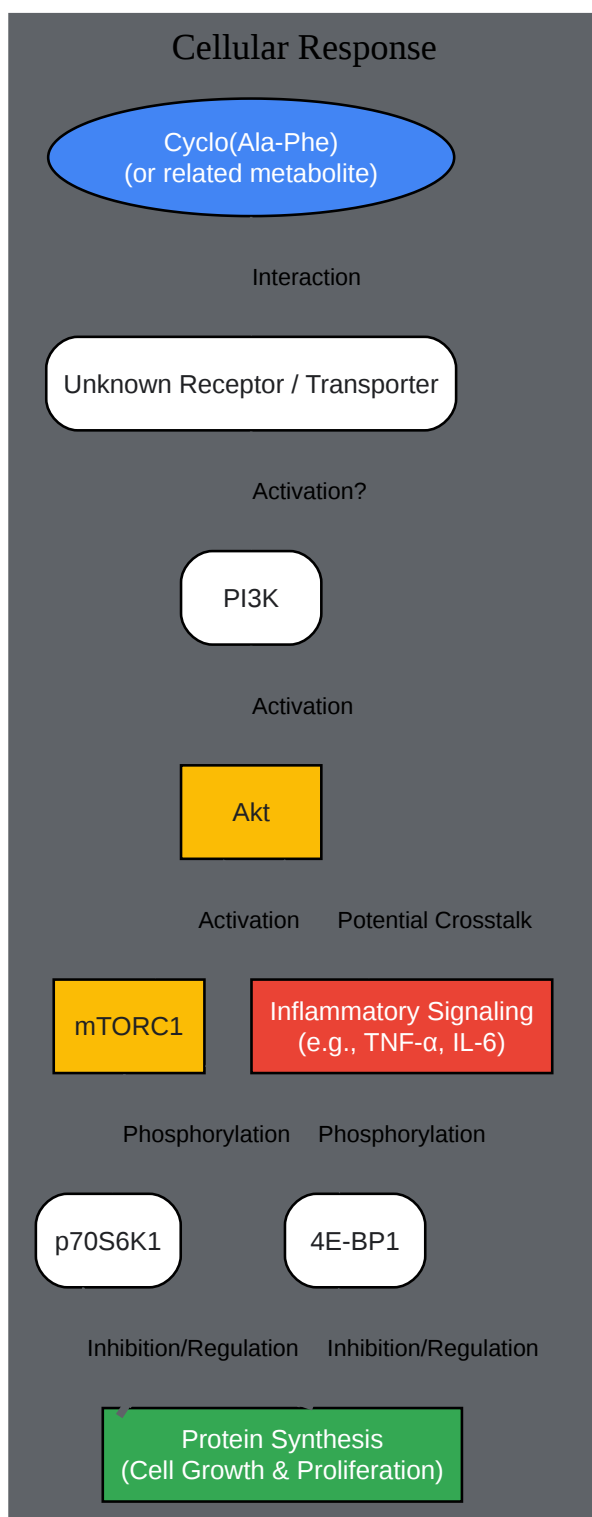 Cellular Response
Cyclo(Ala-Phe)
(or related metabolite)
Interaction
Unknown Receptor / Transporter
Activation?
PI3K
Activation
Akt
Activation
Potential Crosstalk
mTORC1
Inflammatory Signaling
(e.g., TNF-α, IL-6)
Phosphorylation
Phosphorylation
p70S6K1
4E-BP1
Inhibition/Regulation
Inhibition/Regulation
Protein Synthesis
(Cell Growth & Proliferation)